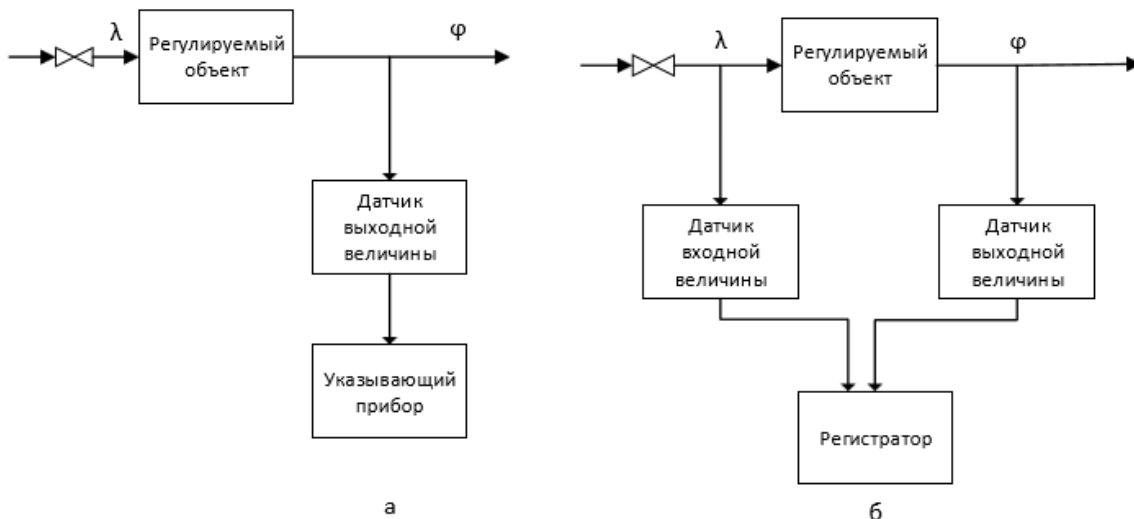 λ
Регулируемый
объект
φ
Датчик
выходной
величины
Указывающий
прибор
а
λ
Регулируемый
объект
φ
Датчик
входной
величины
Датчик
выходной
величины
Регистратор
б